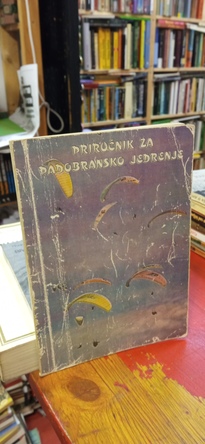 PRIRUČNIK ZA
PADOBRANSKO JEDRENJE